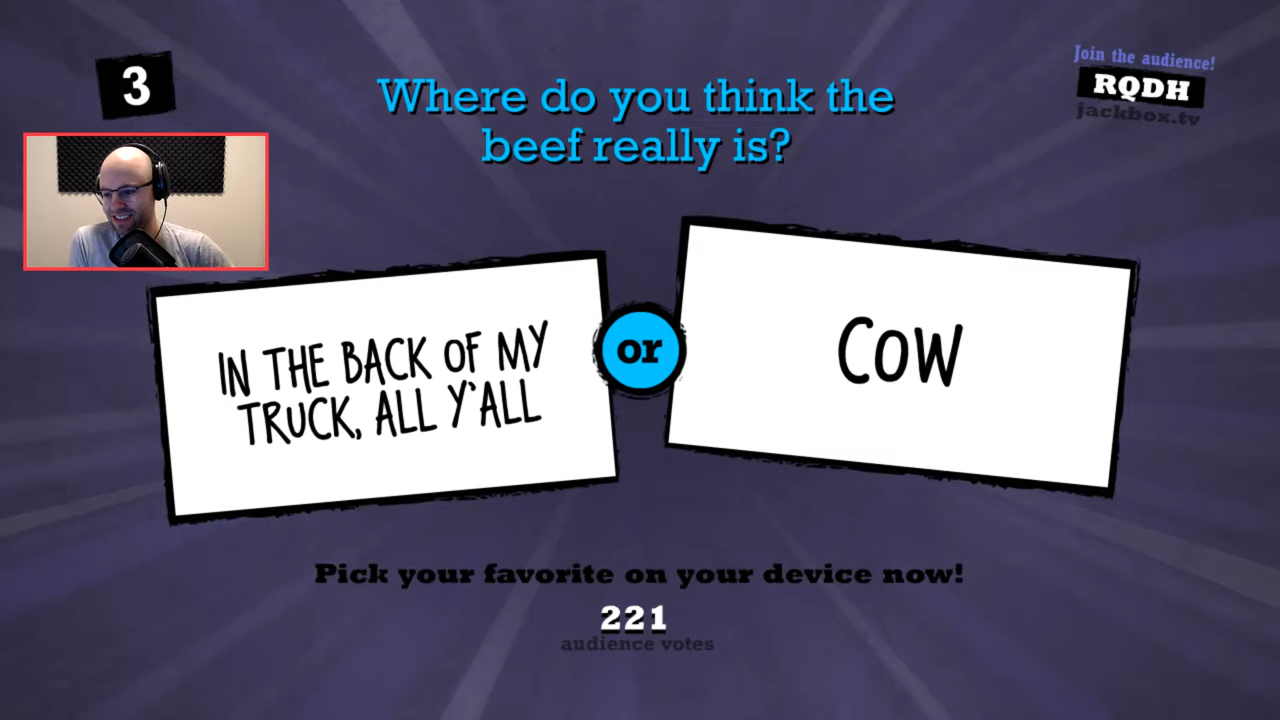 3
Join the audience!
RQDH
jackbox.tv
Where do you think the
beef really is?
IN THE BACK OF MY
TRUCK, ALL Y'ALL
or
COW
Pick your favorite on your device now!
221
audience votes